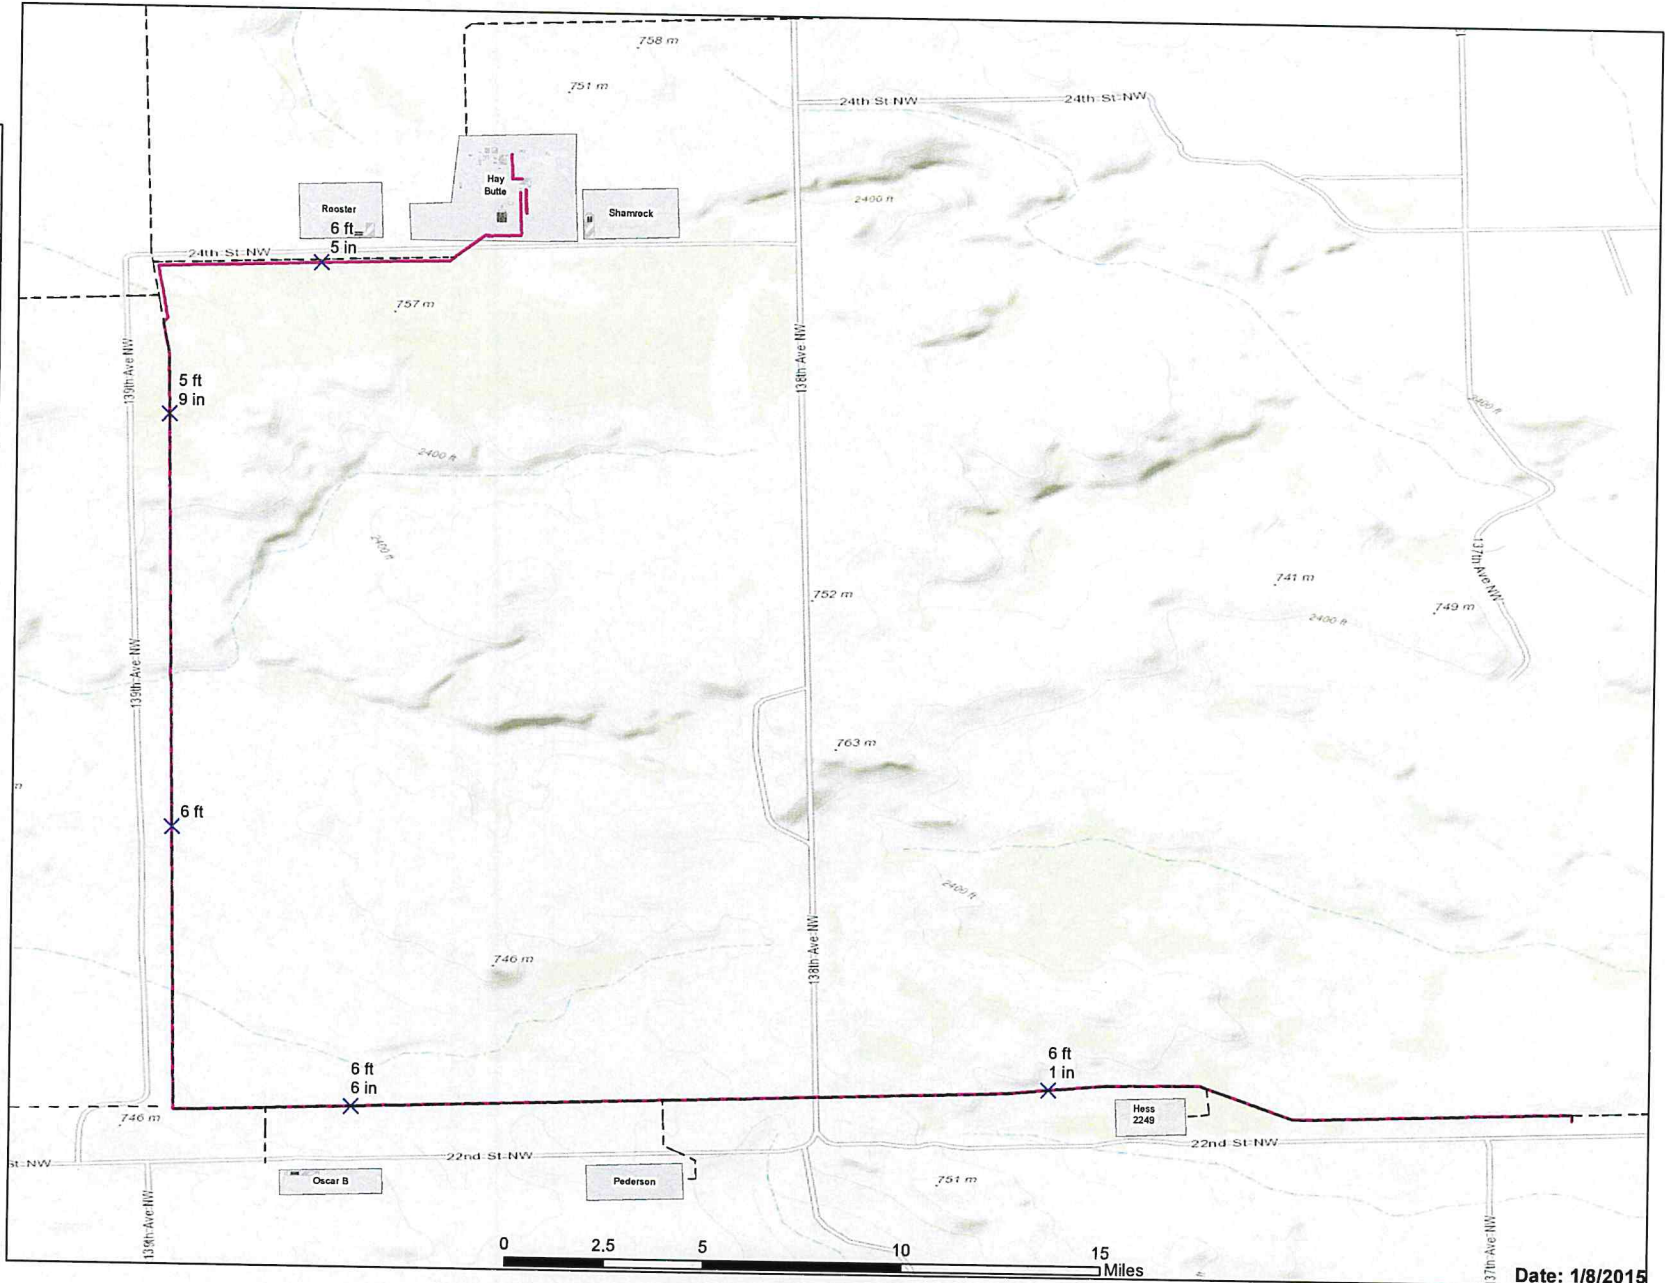 758 m
751 m
24th St NW
24th St NW
Hay
Butte
Rooster
Shamrock
2400 ft
6 ft
5 in
24th St NW
757 m
139th Ave NW
138th Ave NW
5 ft
9 in
2400 ft
2400 ft
2400 ft
137th Ave NW
741 m
752 m
749 m
2400 ft
139th Ave NW
763 m
6 ft
2400 ft
138th Ave NW
746 m
6 ft
1 in
6 ft
6 in
Hess
2249
746 m
22nd St NW
22nd St NW
St NW
Oscar B
Pederson
751 m
139th Ave NW
37th Ave NW
0 2.5 5 10 15
Miles
Date: 1/8/2015